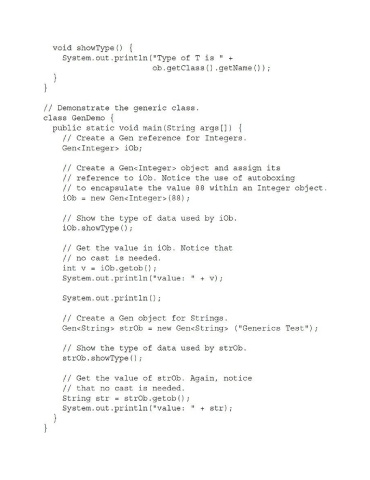 void showType() {
    System.out.println("Type of T is " +
                       ob.getClass().getName());
  }
}

// Demonstrate the generic class.
class GenDemo {
  public static void main(String args[]) {
    // Create a Gen reference for Integers.
    Gen<Integer> iOb;

    // Create a Gen<Integer> object and assign its
    // reference to iOb. Notice the use of autoboxing
    // to encapsulate the value 88 within an Integer object.
    iOb = new Gen<Integer>(88);

    // Show the type of data used by iOb.
    iOb.showType();

    // Get the value in iOb. Notice that
    // no cast is needed.
    int v = iOb.getob();
    System.out.println("value: " + v);

    System.out.println();

    // Create a Gen object for Strings.
    Gen<String> strOb = new Gen<String> ("Generics Test");

    // Show the type of data used by strOb.
    strOb.showType();

    // Get the value of strOb. Again, notice
    // that no cast is needed.
    String str = strOb.getob();
    System.out.println("value: " + str);
  }
}